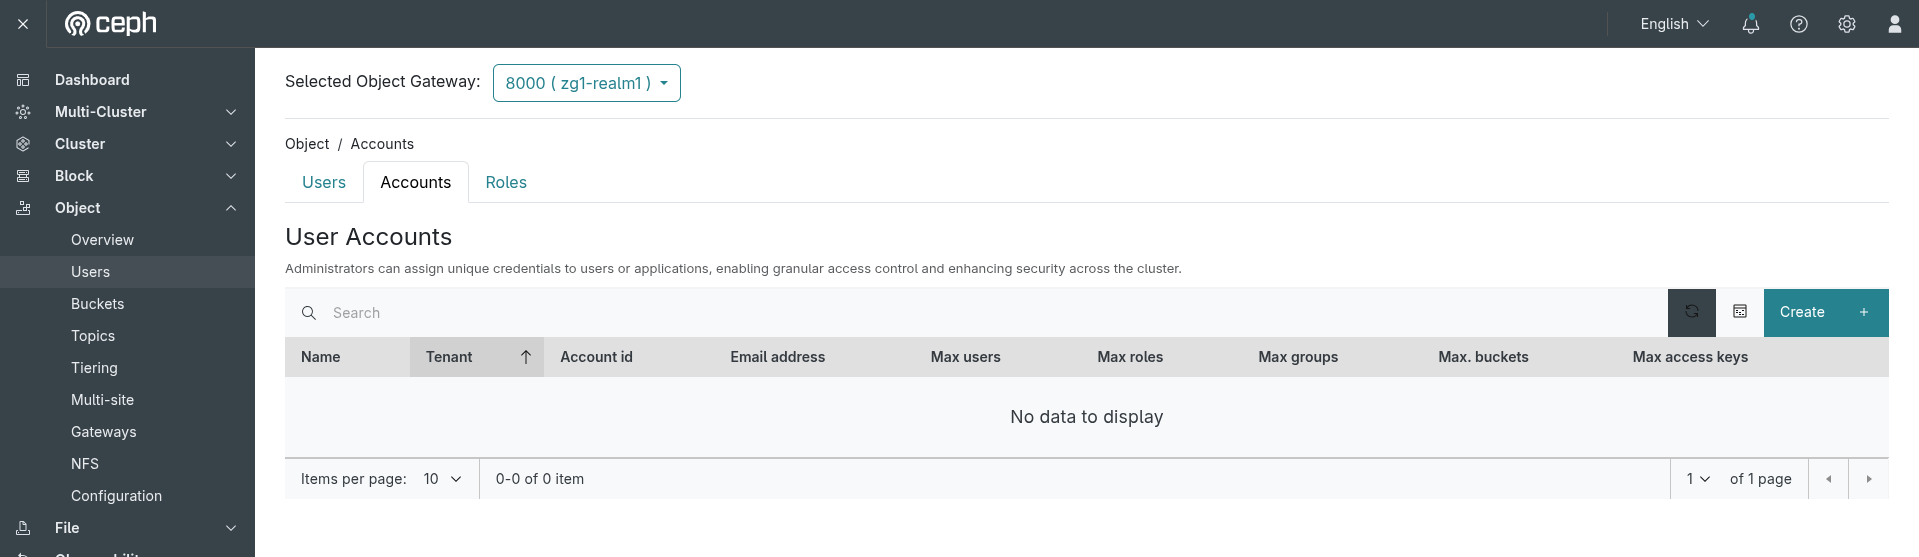 ceph
English
Dashboard
Multi-Cluster
Cluster
Block
Object
Overview
Users
Buckets
Topics
Tiering
Multi-site
Gateways
NFS
Configuration
File
Selected Object Gateway: 8000 ( zg1-realm1 )
Object / Accounts
Users Accounts Roles
User Accounts
Administrators can assign unique credentials to users or applications, enabling granular access control and enhancing security across the cluster.
Search
Create +
Name Tenant Account id Email address Max users Max roles Max groups Max. buckets Max access keys
No data to display
Items per page: 10 0-0 of 0 item 1 of 1 page